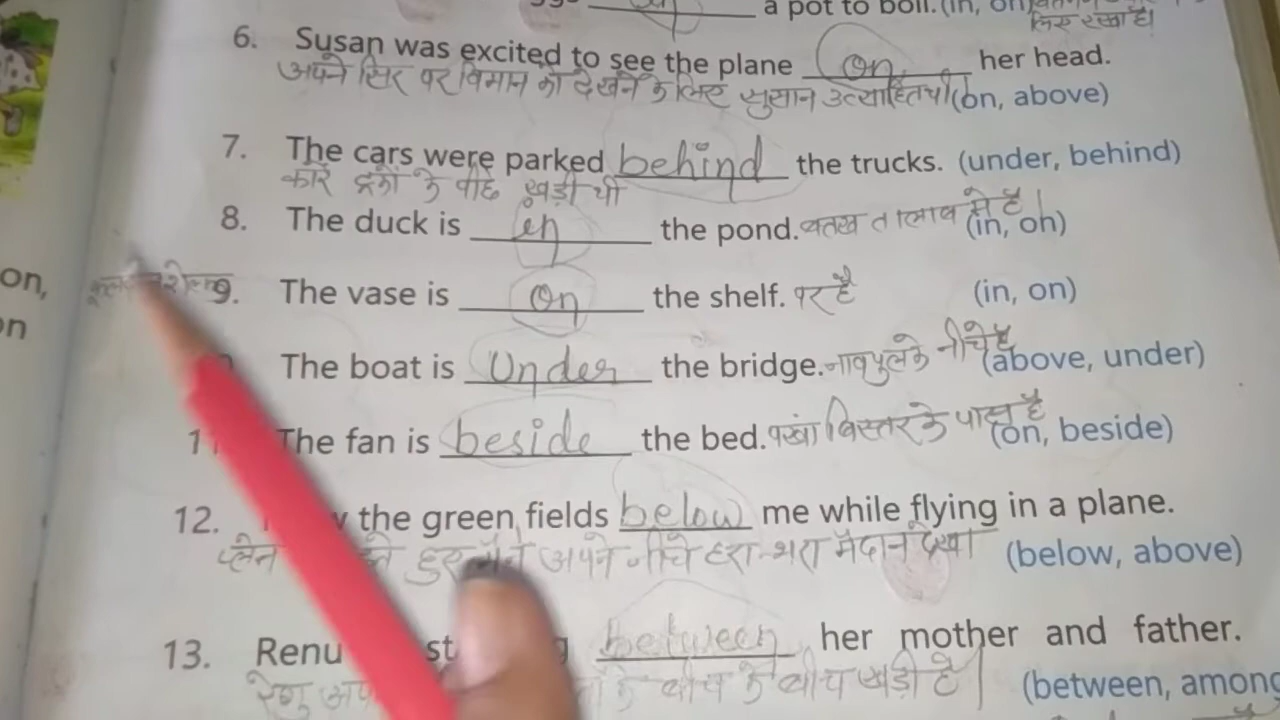 a pot to boil. (in, on)
लिए रखा है।
6. Susan was excited to see the plane on her head.
अपने सिर पर विमान को देखने के लिए सुसान उत्साहित थी (on, above)
7. The cars were parked behind the trucks. (under, behind)
कारें ट्रकों के पीछे खड़ी थी
8. The duck is in the pond. बतख तालाब मे है। (in, on)
on,
9. The vase is on the shelf. पर है (in, on)
on
The boat is Under the bridge. नाव पुल के नीचे है (above, under)
The fan is beside the bed. पखां बिस्तर के पास है (on, beside)
12. the green fields below me while flying in a plane.
प्लेन हुए मैंने अपने नीचे हरा-भरा मैदान देखा (below, above)
13. Renu between her mother and father.
रेणु के बीच के बीच खड़ी है। (between, among